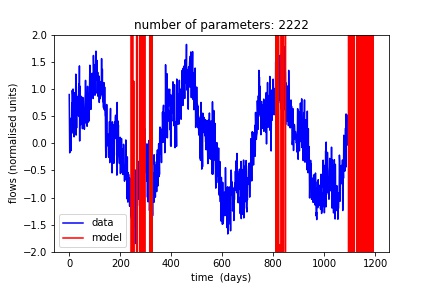 number of parameters: 2222
2.0
1.5
1.0
0.5
0.0
−0.5
−1.0
−1.5
−2.0
flows (normalised units)
data
model
0 200 400 600 800 1000 1200
time (days)